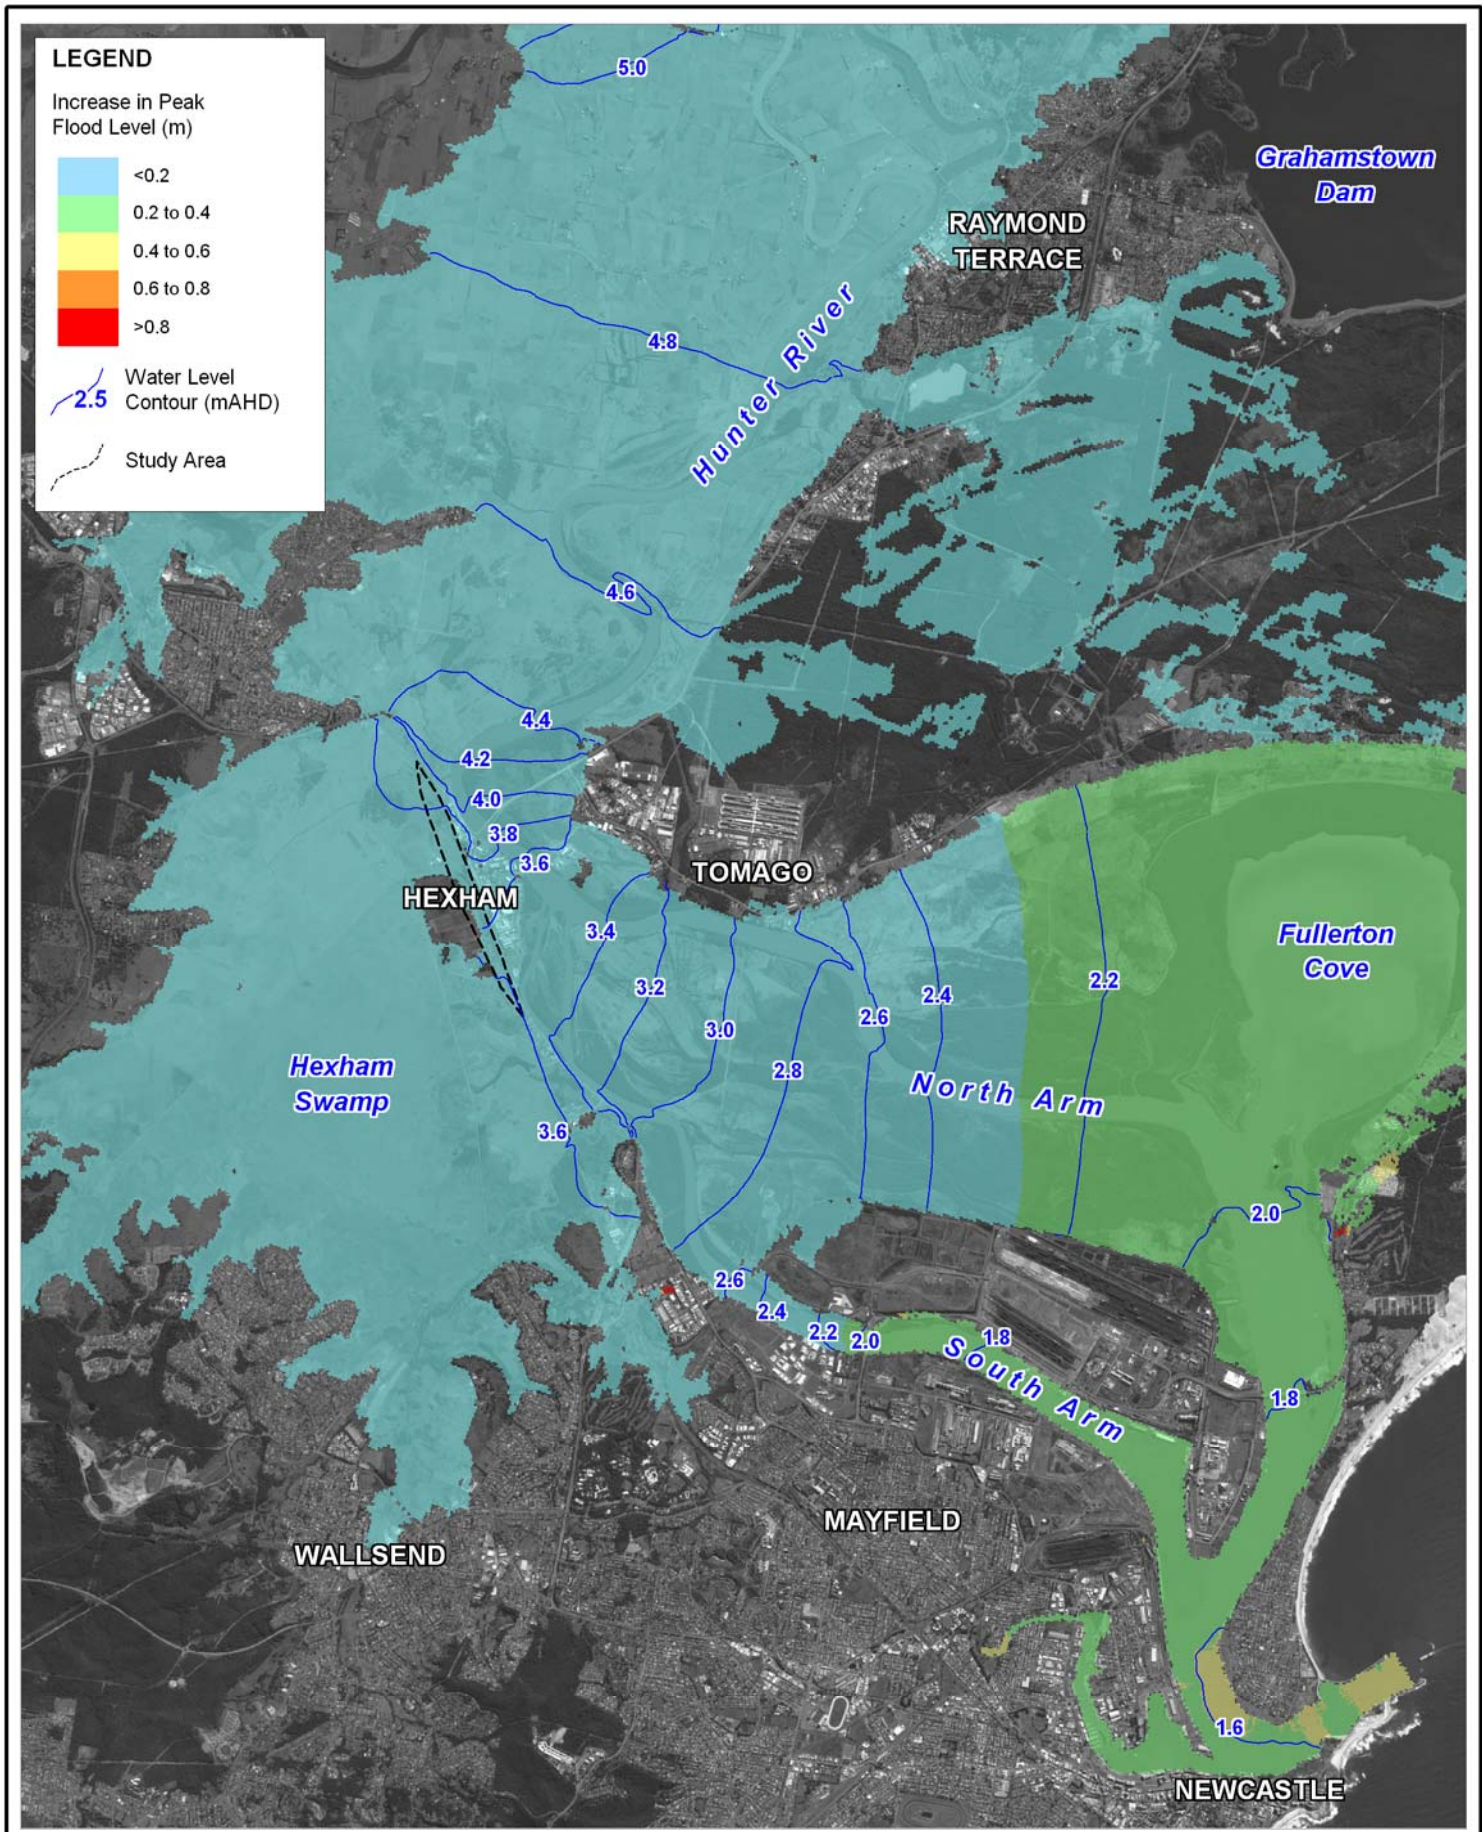 LEGEND
Increase in Peak
Flood Level (m)
<0.2
0.2 to 0.4
0.4 to 0.6
0.6 to 0.8
>0.8
2.5
Water Level
Contour (mAHD)
Study Area
5.0
Grahamstown
Dam
RAYMOND
TERRACE
4.8
Hunter River
4.6
4.4
4.2
4.0
3.8
3.6
TOMAGO
HEXHAM
3.4
Fullerton
Cove
3.2
2.4
2.2
3.0
2.6
2.8
Hexham
Swamp
North Arm
3.6
2.0
2.6
2.4
2.2
2.0
1.8
South Arm
1.8
MAYFIELD
WALLSEND
1.6
NEWCASTLE